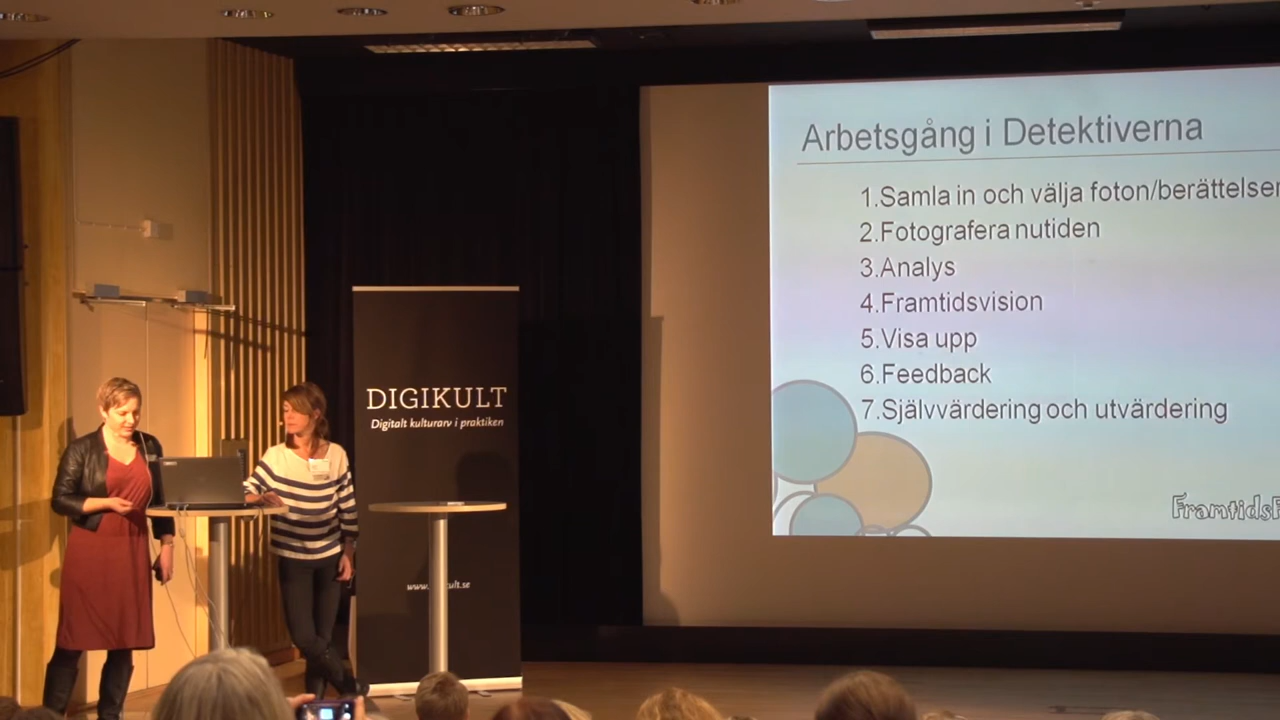 Arbetsgång i Detektiverna
1.Samla in och välja foton/berättelser
2.Fotografera nutiden
3.Analys
4.Framtidsvision
5.Visa upp
6.Feedback
7.Självvärdering och utvärdering
DIGIKULT
Digitalt kulturarv i praktiken